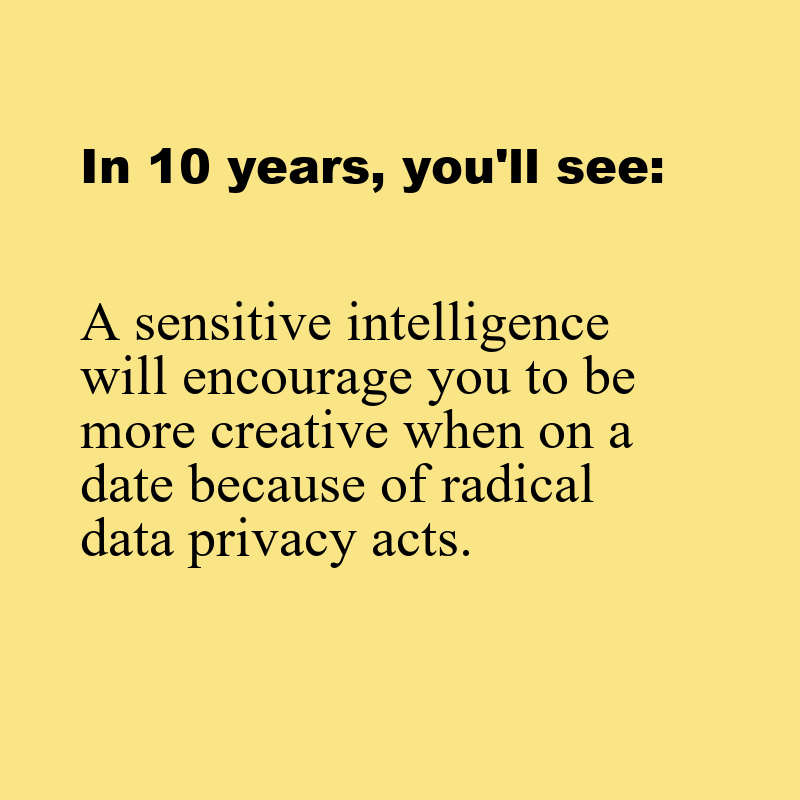 In 10 years, you'll see:
A sensitive intelligence
will encourage you to be
more creative when on a
date because of radical
data privacy acts.